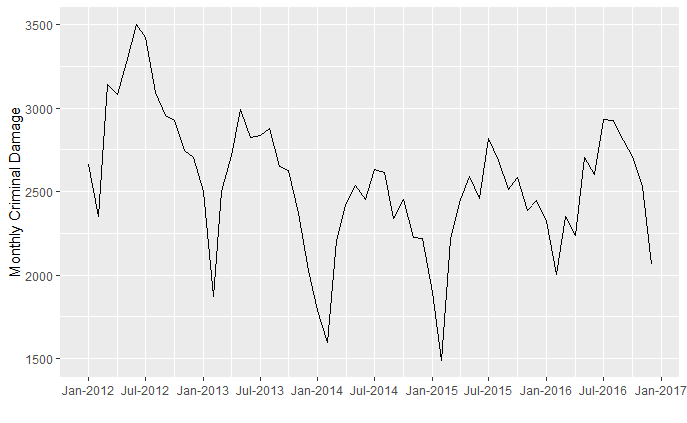 3500
3000
2500
2000
1500
Monthly Criminal Damage
Jan-2012 Jul-2012 Jan-2013 Jul-2013 Jan-2014 Jul-2014 Jan-2015 Jul-2015 Jan-2016 Jul-2016 Jan-2017